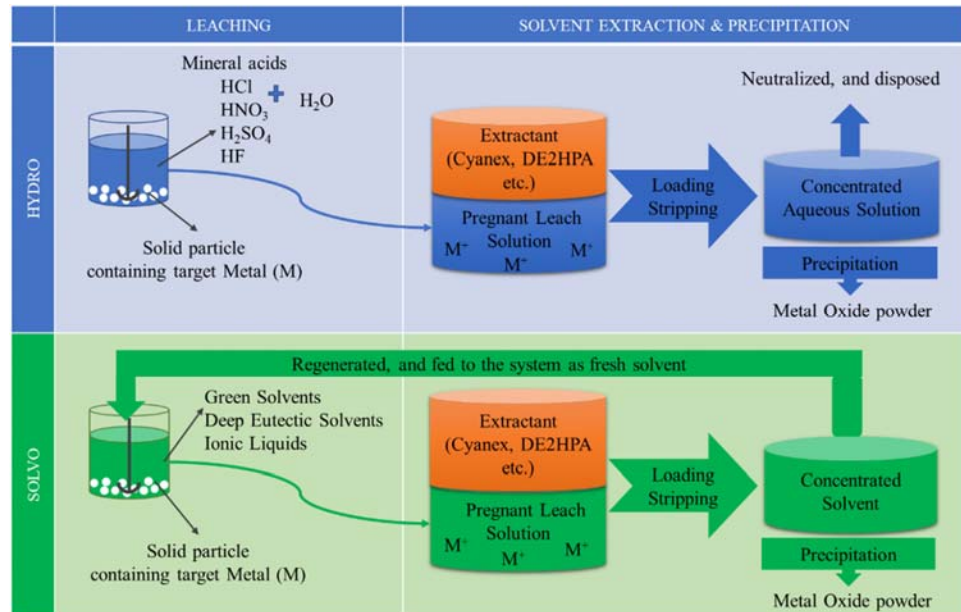 LEACHING
SOLVENT EXTRACTION & PRECIPITATION
HYDRO
Mineral acids
HCl
HNO₃
H₂SO₄
HF
+ H₂O
Solid particle
containing target Metal (M)
Extractant
(Cyanex, DE2HPA
etc.)
Pregnant Leach
Solution
M⁺ M⁺ M⁺
Loading
Stripping
Neutralized, and disposed
Concentrated
Aqueous Solution
Precipitation
Metal Oxide powder
SOLVO
Regenerated, and fed to the system as fresh solvent
Green Solvents
Deep Eutectic Solvents
Ionic Liquids
Solid particle
containing target Metal (M)
Extractant
(Cyanex, DE2HPA
etc.)
Pregnant Leach
Solution
M⁺ M⁺ M⁺
Loading
Stripping
Concentrated
Solvent
Precipitation
Metal Oxide powder